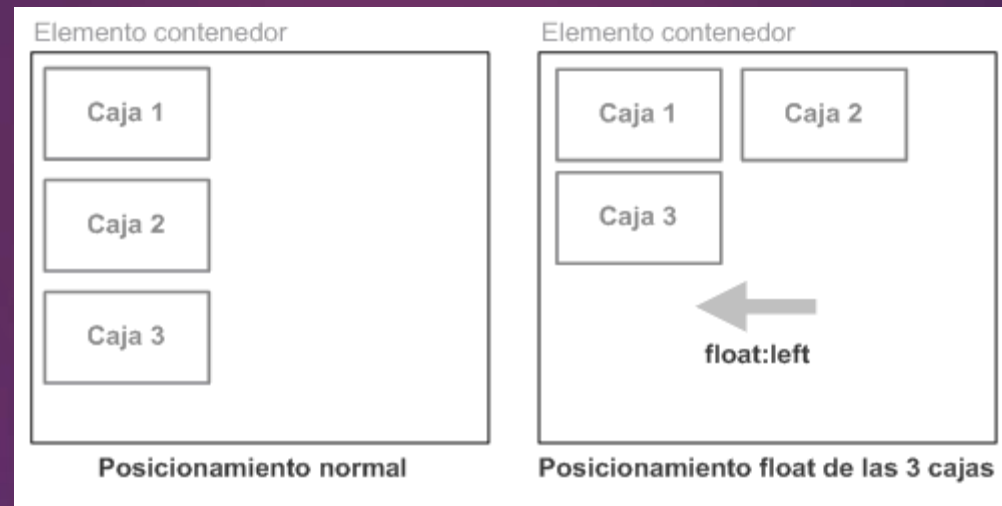 Elemento contenedor
Caja 1
Caja 2
Caja 3
Posicionamiento normal
Elemento contenedor
Caja 1 Caja 2
Caja 3
float:left
Posicionamiento float de las 3 cajas